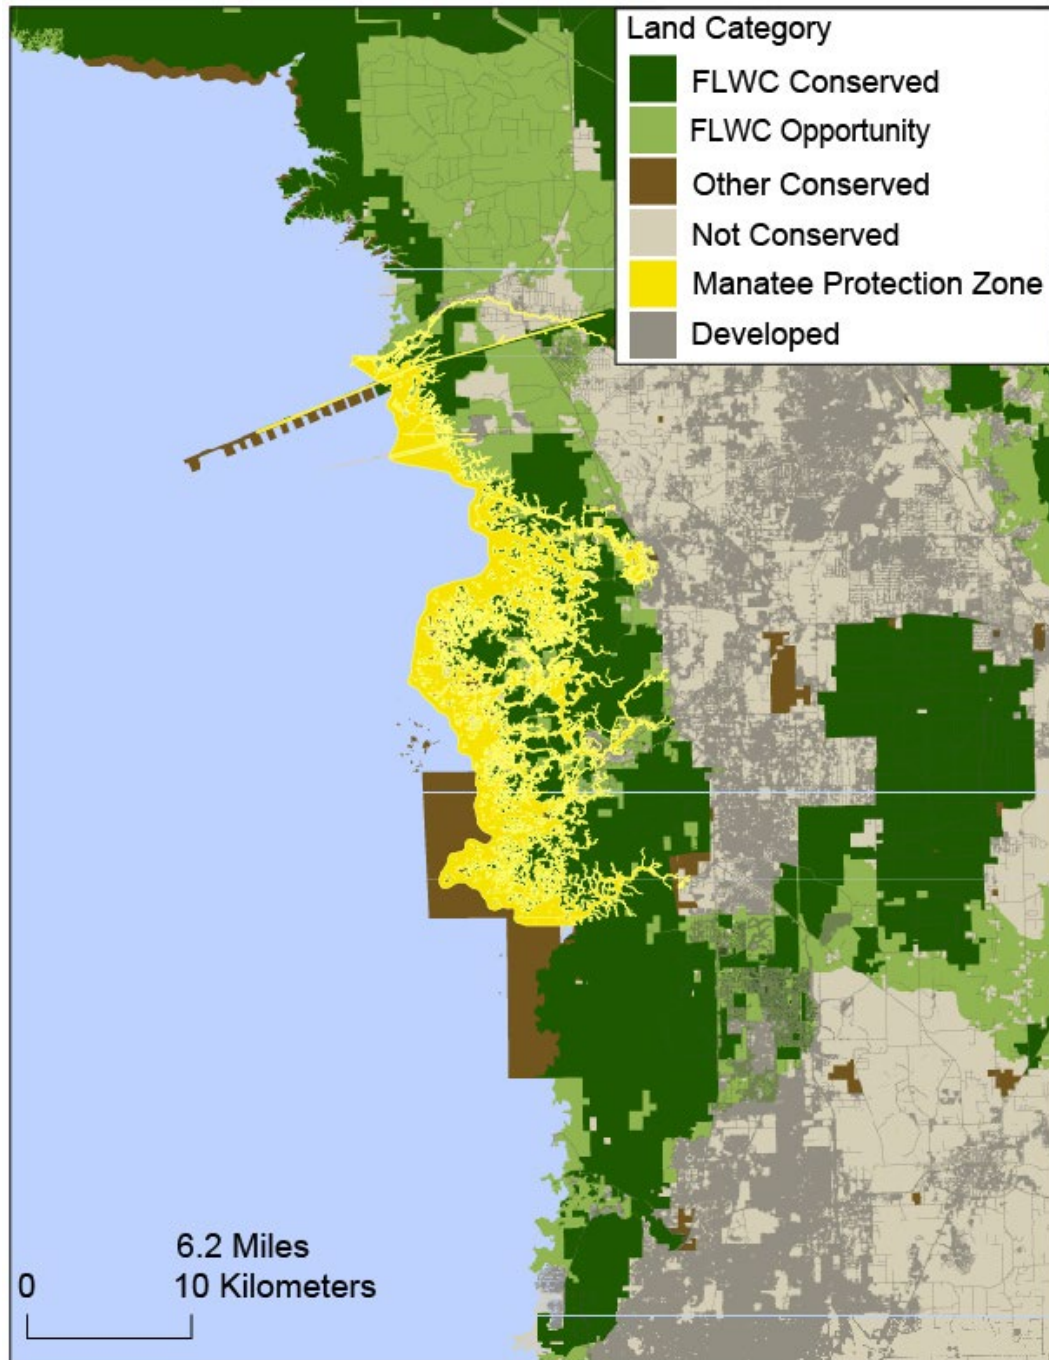 Land Category
FLWC Conserved
FLWC Opportunity
Other Conserved
Not Conserved
Manatee Protection Zone
Developed
6.2 Miles
0 10 Kilometers